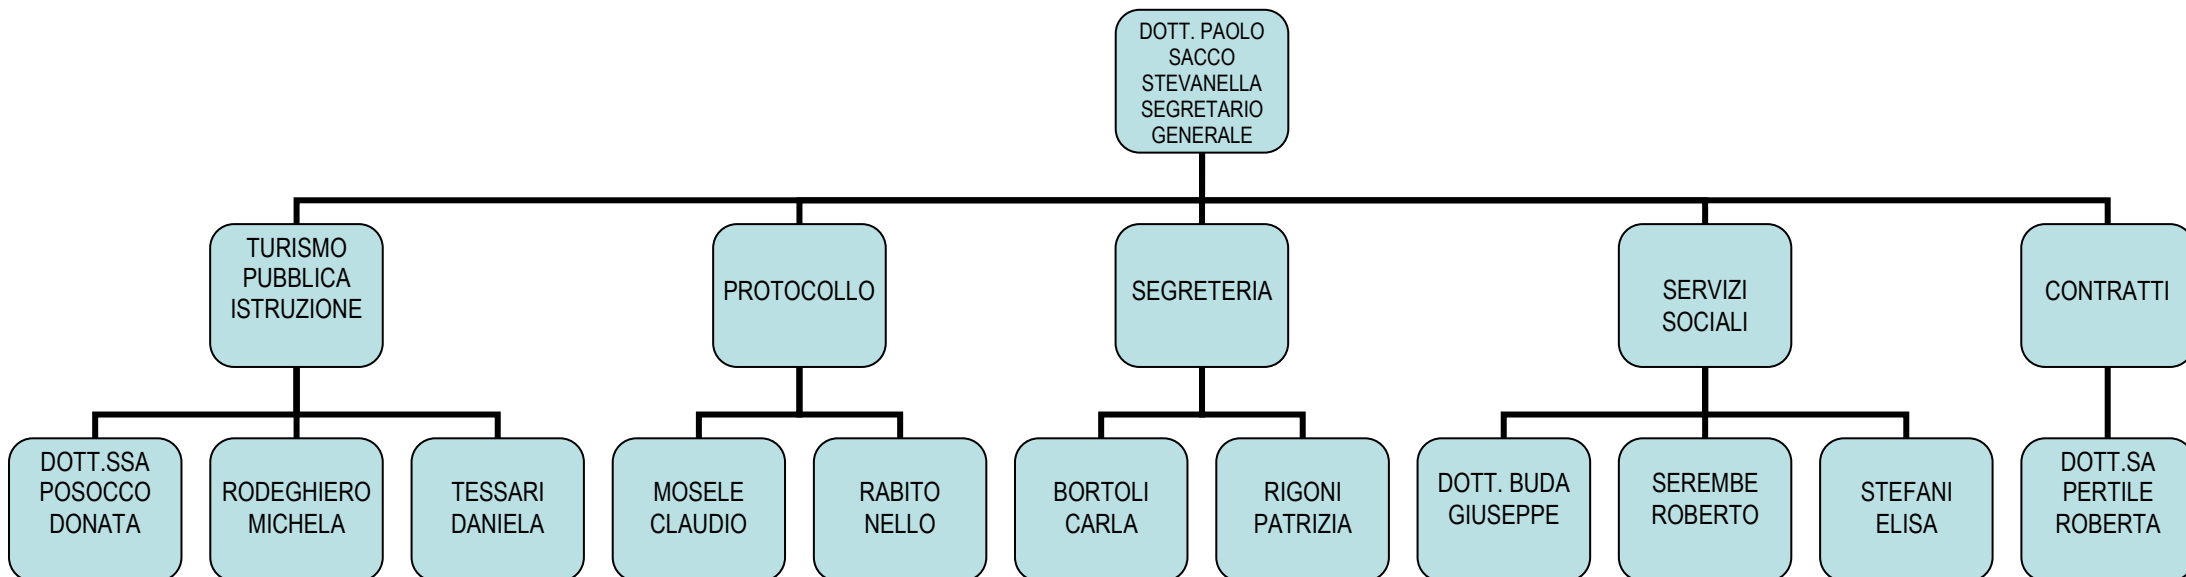 DOTT. PAOLO
SACCO
STEVANELLA
SEGRETARIO
GENERALE
TURISMO
PUBBLICA
ISTRUZIONE
PROTOCOLLO
SEGRETERIA
SERVIZI
SOCIALI
CONTRATTI
DOTT.SSA
POSOCCO
DONATA
RODEGHIERO
MICHELA
TESSARI
DANIELA
MOSELE
CLAUDIO
RABITO
NELLO
BORTOLI
CARLA
RIGONI
PATRIZIA
DOTT. BUDA
GIUSEPPE
SEREMBE
ROBERTO
STEFANI
ELISA
DOTT.SA
PERTILE
ROBERTA